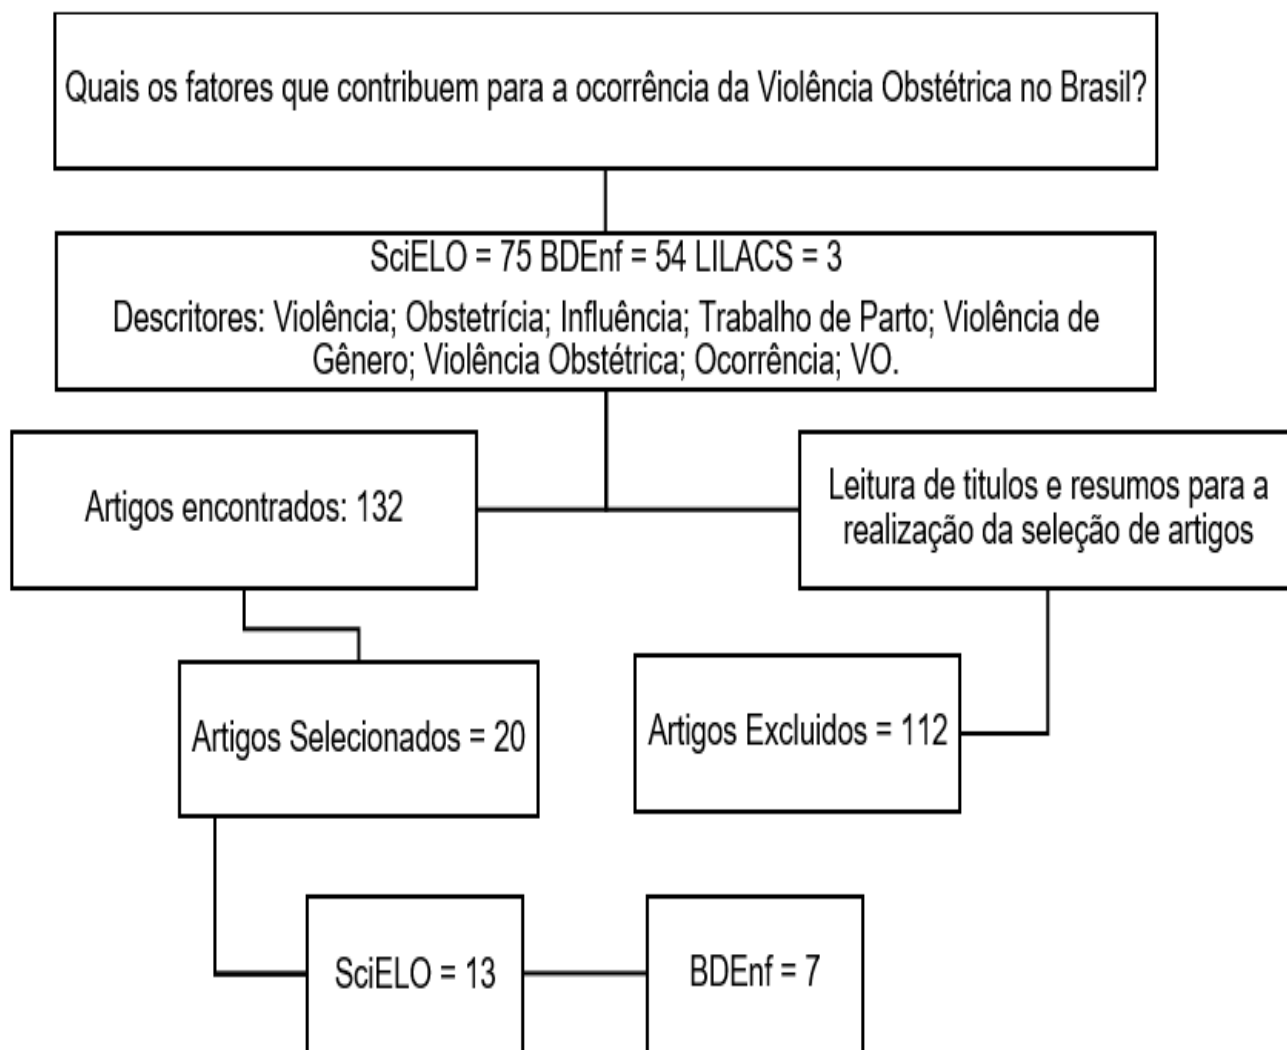 Quais os fatores que contribuem para a ocorrência da Violência Obstétrica no Brasil?
SciELO = 75 BDEnf = 54 LILACS = 3
Descritores: Violência; Obstetrícia; Influência; Trabalho de Parto; Violência de
Gênero; Violência Obstétrica; Ocorrência; VO.
Artigos encontrados: 132
Leitura de titulos e resumos para a
realização da seleção de artigos
Artigos Selecionados = 20
Artigos Excluidos = 112
SciELO = 13
BDEnf = 7